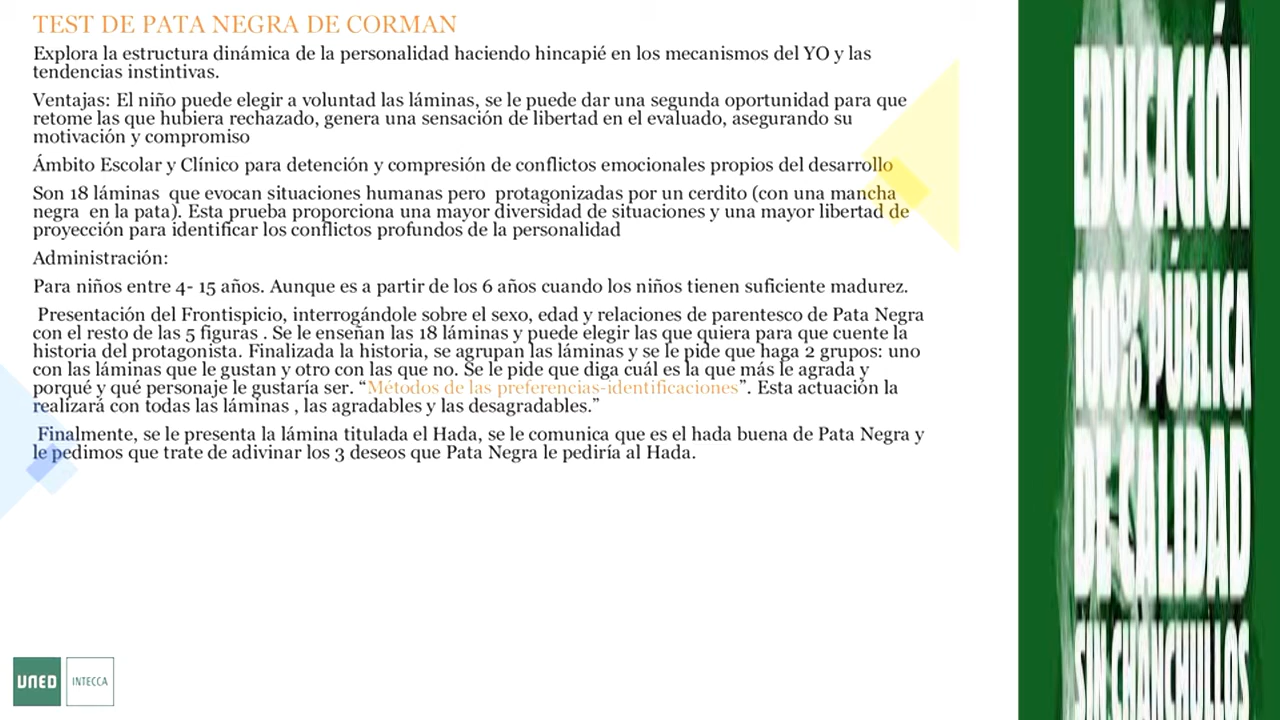 TEST DE PATA NEGRA DE CORMAN
Explora la estructura dinámica de la personalidad haciendo hincapié en los mecanismos del YO y las
tendencias instintivas.
Ventajas: El niño puede elegir a voluntad las láminas, se le puede dar una segunda oportunidad para que
retome las que hubiera rechazado, genera una sensación de libertad en el evaluado, asegurando su
motivación y compromiso
Ámbito Escolar y Clínico para detención y compresión de conflictos emocionales propios del desarrollo
Son 18 láminas que evocan situaciones humanas pero protagonizadas por un cerdito (con una mancha
negra en la pata). Esta prueba proporciona una mayor diversidad de situaciones y una mayor libertad de
proyección para identificar los conflictos profundos de la personalidad
Administración:
Para niños entre 4- 15 años. Aunque es a partir de los 6 años cuando los niños tienen suficiente madurez.
Presentación del Frontispicio, interrogándole sobre el sexo, edad y relaciones de parentesco de Pata Negra
con el resto de las 5 figuras . Se le enseñan las 18 láminas y puede elegir las que quiera para que cuente la
historia del protagonista. Finalizada la historia, se agrupan las láminas y se le pide que haga 2 grupos: uno
con las láminas que le gustan y otro con las que no. Se le pide que diga cuál es la que más le agrada y
porqué y qué personaje le gustaría ser. “Métodos de las preferencias-identificaciones”. Esta actuación la
realizará con todas las láminas , las agradables y las desagradables.”
Finalmente, se le presenta la lámina titulada el Hada, se le comunica que es el hada buena de Pata Negra y
le pedimos que trate de adivinar los 3 deseos que Pata Negra le pediría al Hada.
UNED
INTECCA
EDUCACIÓN
100% PÚBLICA
DE CALIDAD
SIN CHANCHULLOS